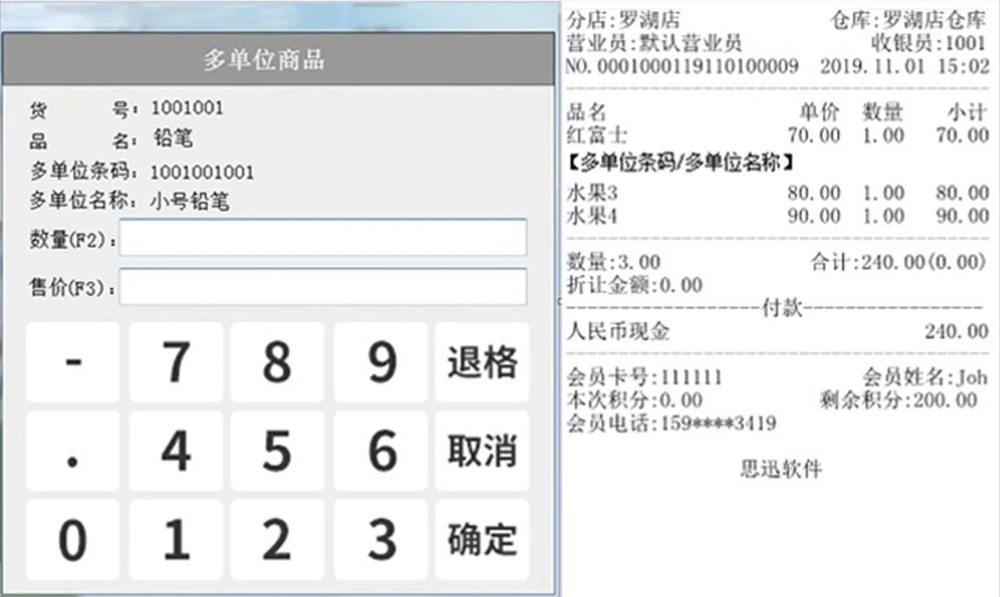 多单位商品
货 号：1001001
品 名：铅笔
多单位条码：1001001001
多单位名称：小号铅笔
数量(F2)：
售价(F3)：
- 7 8 9 退格
. 4 5 6 取消
0 1 2 3 确定
分店:罗湖店 仓库:罗湖店仓库
营业员:默认营业员 收银员:1001
NO.00010001191101000​09 2019.11.01 15:02
品名 单价 数量 小计
红富士 70.00 1.00 70.00
【多单位条码/多单位名称】
水果3 80.00 1.00 80.00
水果4 90.00 1.00 90.00
数量:3.00 合计:240.00(0.00)
折让金额:0.00
------------------付款------------------
人民币现金 240.00
会员卡号:111111 会员姓名:Joh
本次积分:0.00 剩余积分:200.00
会员电话:159****3419
思迅软件